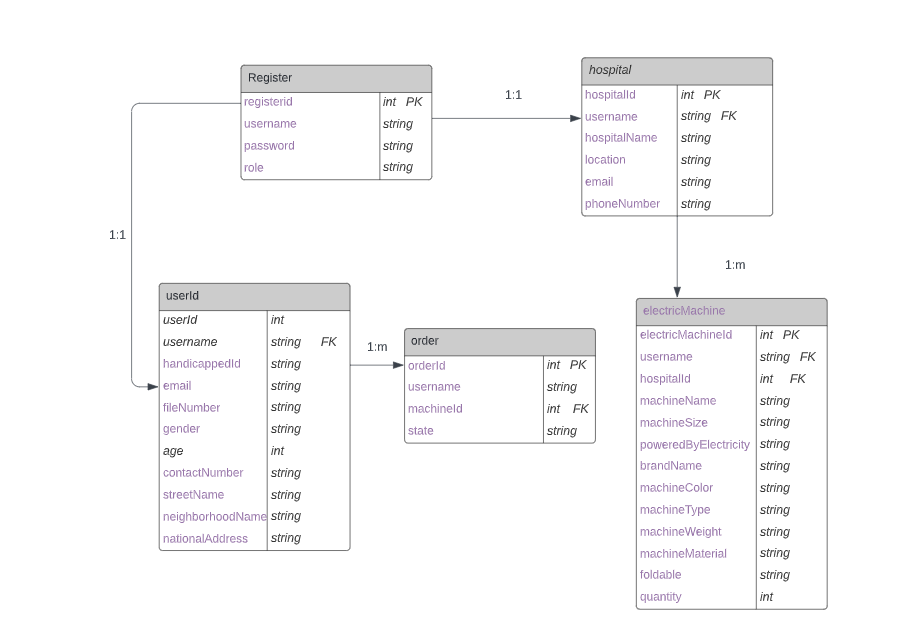 Register
registerid int PK
username string
password string
role string
1:1
hospital
hospitalId int PK
username string FK
hospitalName string
location string
email string
phoneNumber string
1:1
1:m
userId
userId int
username string FK
handicappedId string
email string
fileNumber string
gender string
age int
contactNumber string
streetName string
neighborhoodName string
nationalAddress string
1:m
order
orderId int PK
username string
machineId int FK
state string
electricMachine
electricMachineId int PK
username string FK
hospitalId int FK
machineName string
machineSize string
poweredByElectricity string
brandName string
machineColor string
machineType string
machineWeight string
machineMaterial string
foldable string
quantity int